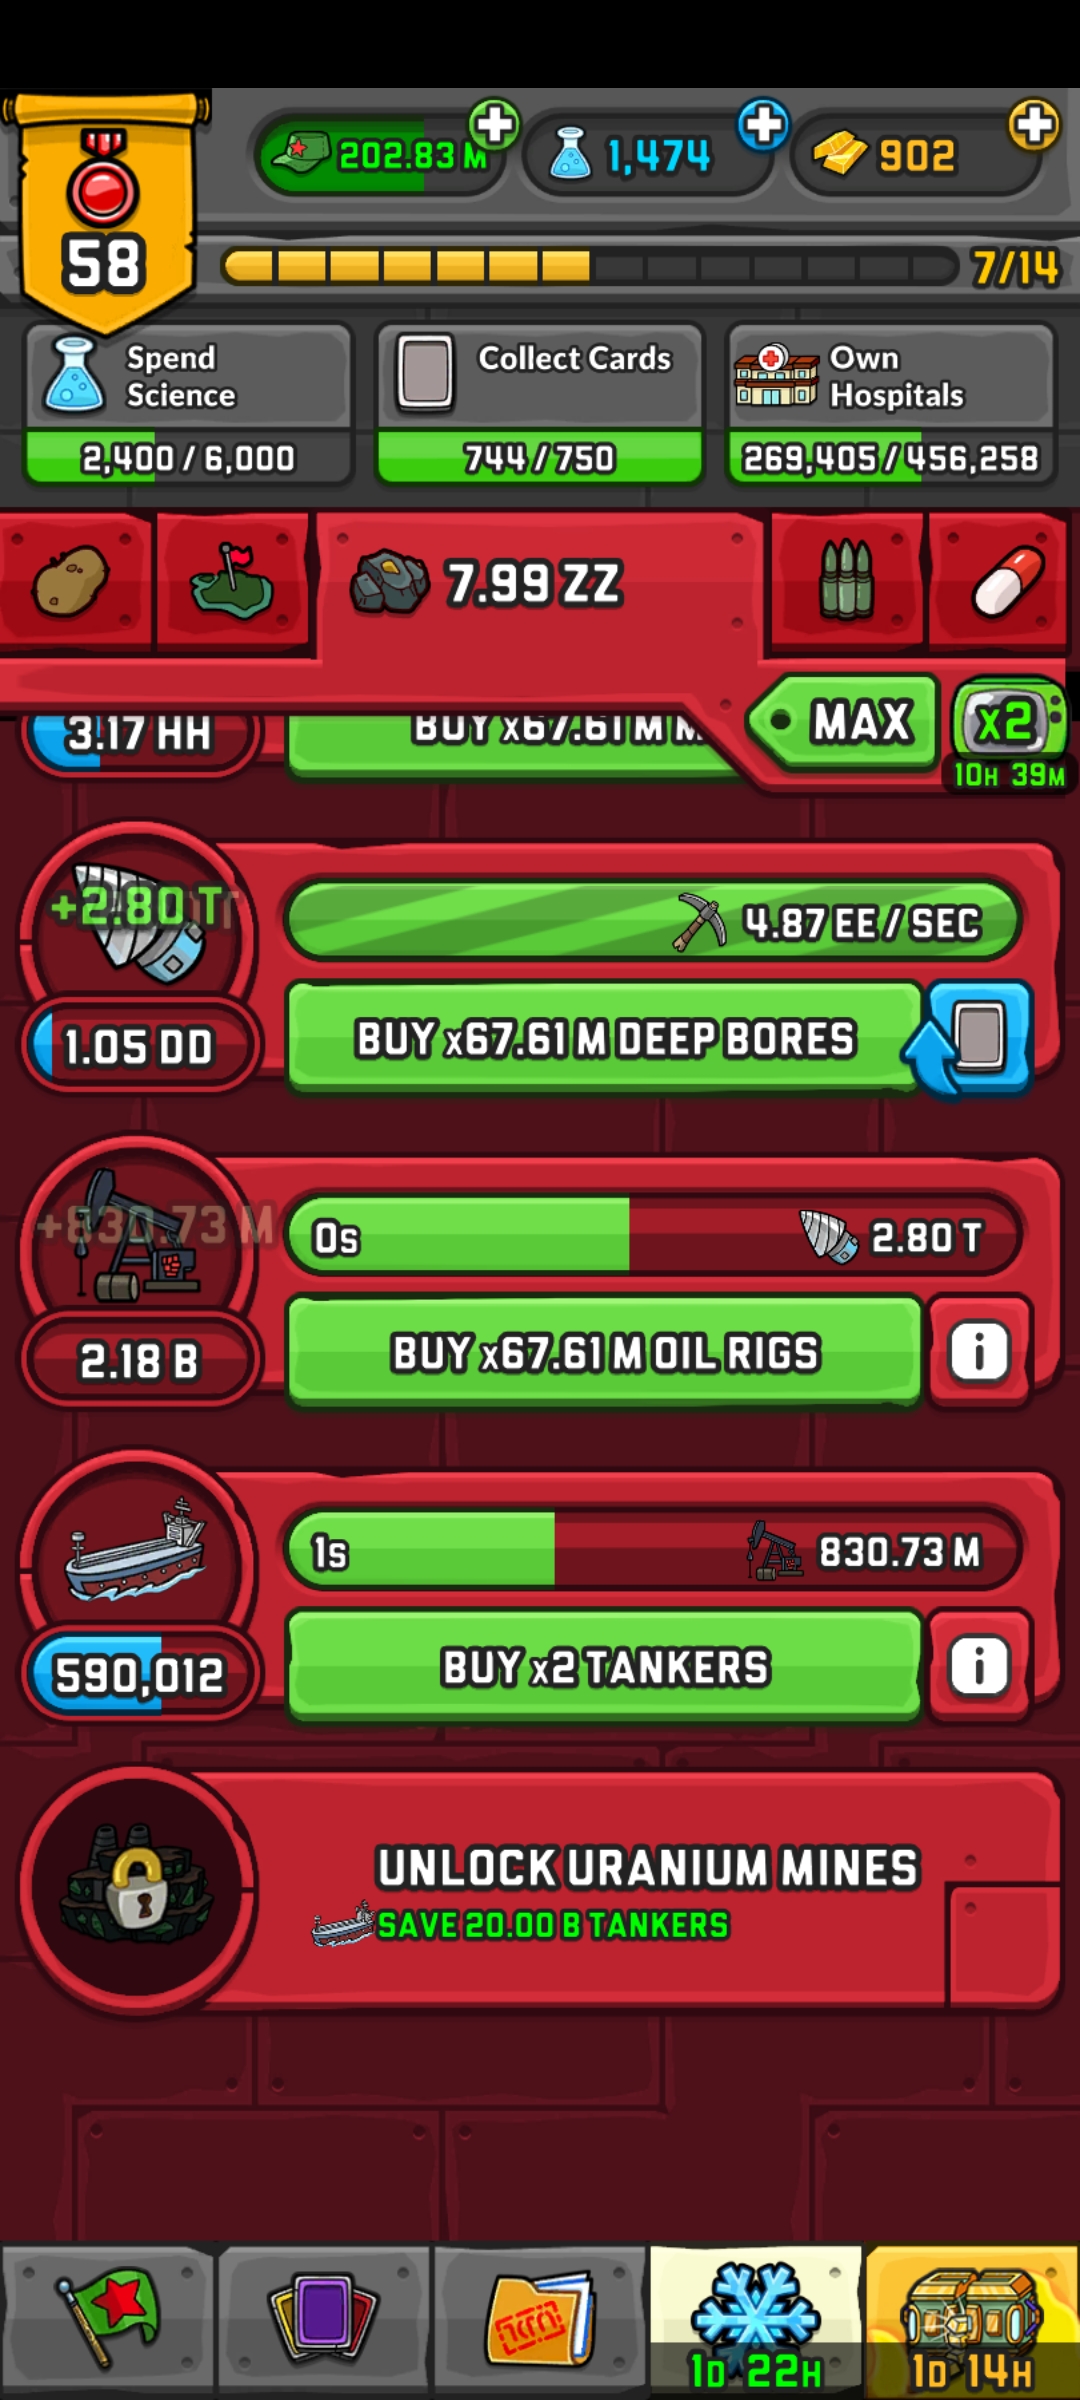 202.83 M
1,474
902
58
7/14
Spend
Science
Collect Cards
Own
Hospitals
2,400 / 6,000
744 / 750
269,405 / 456,258
7.99 ZZ
MAX
x2
10H 39M
3.17 HH
BUY x67.61 M M
+2.80 T
4.87 EE / SEC
1.05 DD
BUY x67.61 M DEEP BORES
+830.73 M
0s
2.80 T
2.18 B
BUY x67.61 M OIL RIGS
i
1s
830.73 M
590,012
BUY x2 TANKERS
i
UNLOCK URANIUM MINES
SAVE 20.00 B TANKERS
1D 22H
1D 14H